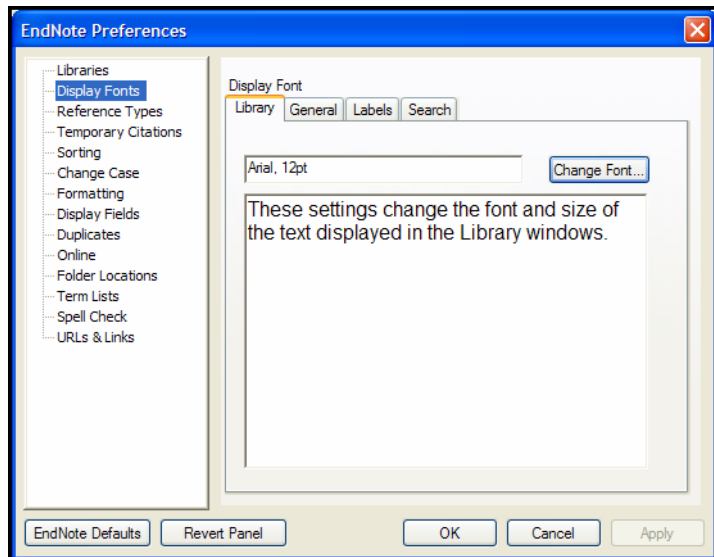 EndNote Preferences
Libraries
Display Fonts
Reference Types
Temporary Citations
Sorting
Change Case
Formatting
Display Fields
Duplicates
Online
Folder Locations
Term Lists
Spell Check
URLs & Links
Display Font
Library General Labels Search
Arial, 12pt
Change Font...
These settings change the font and size of
the text displayed in the Library windows.
EndNote Defaults Revert Panel OK Cancel Apply